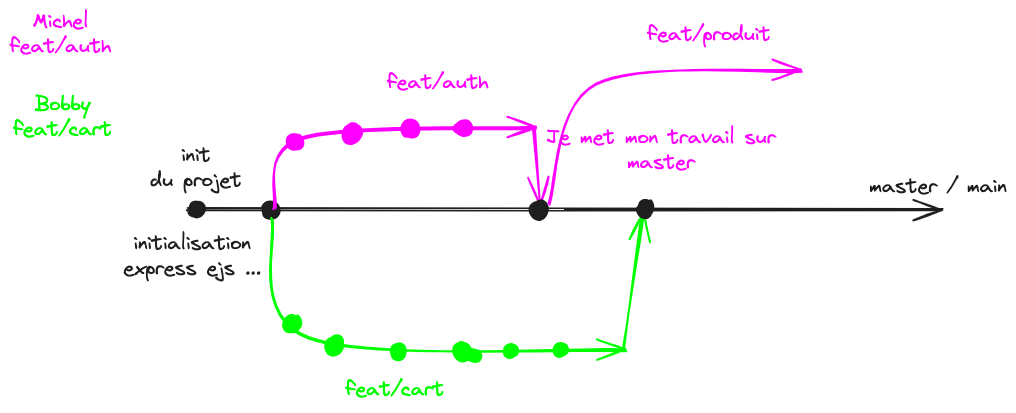 Michel
feat/auth
feat/produit
feat/auth
Bobby
feat/cart
Je met mon travail sur
master
init
du projet
master / main
initialisation
express ejs ...
feat/cart